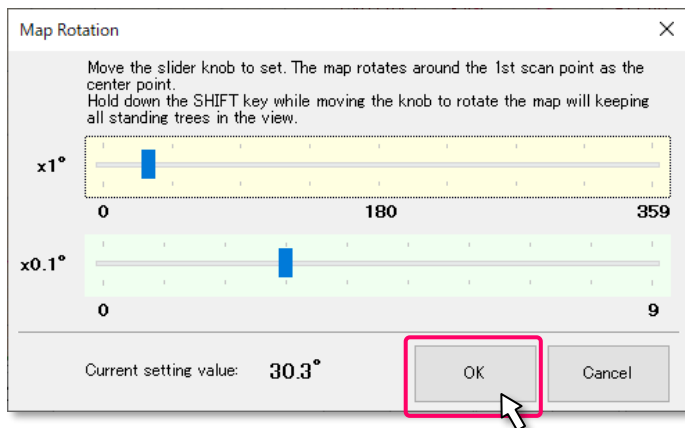 Map Rotation
Move the slider knob to set. The map rotates around the 1st scan point as the
center point.
Hold down the SHIFT key while moving the knob to rotate the map will keeping
all standing trees in the view.
x1°
0 180 359
x0.1°
0 9
Current setting value: 30.3° OK Cancel